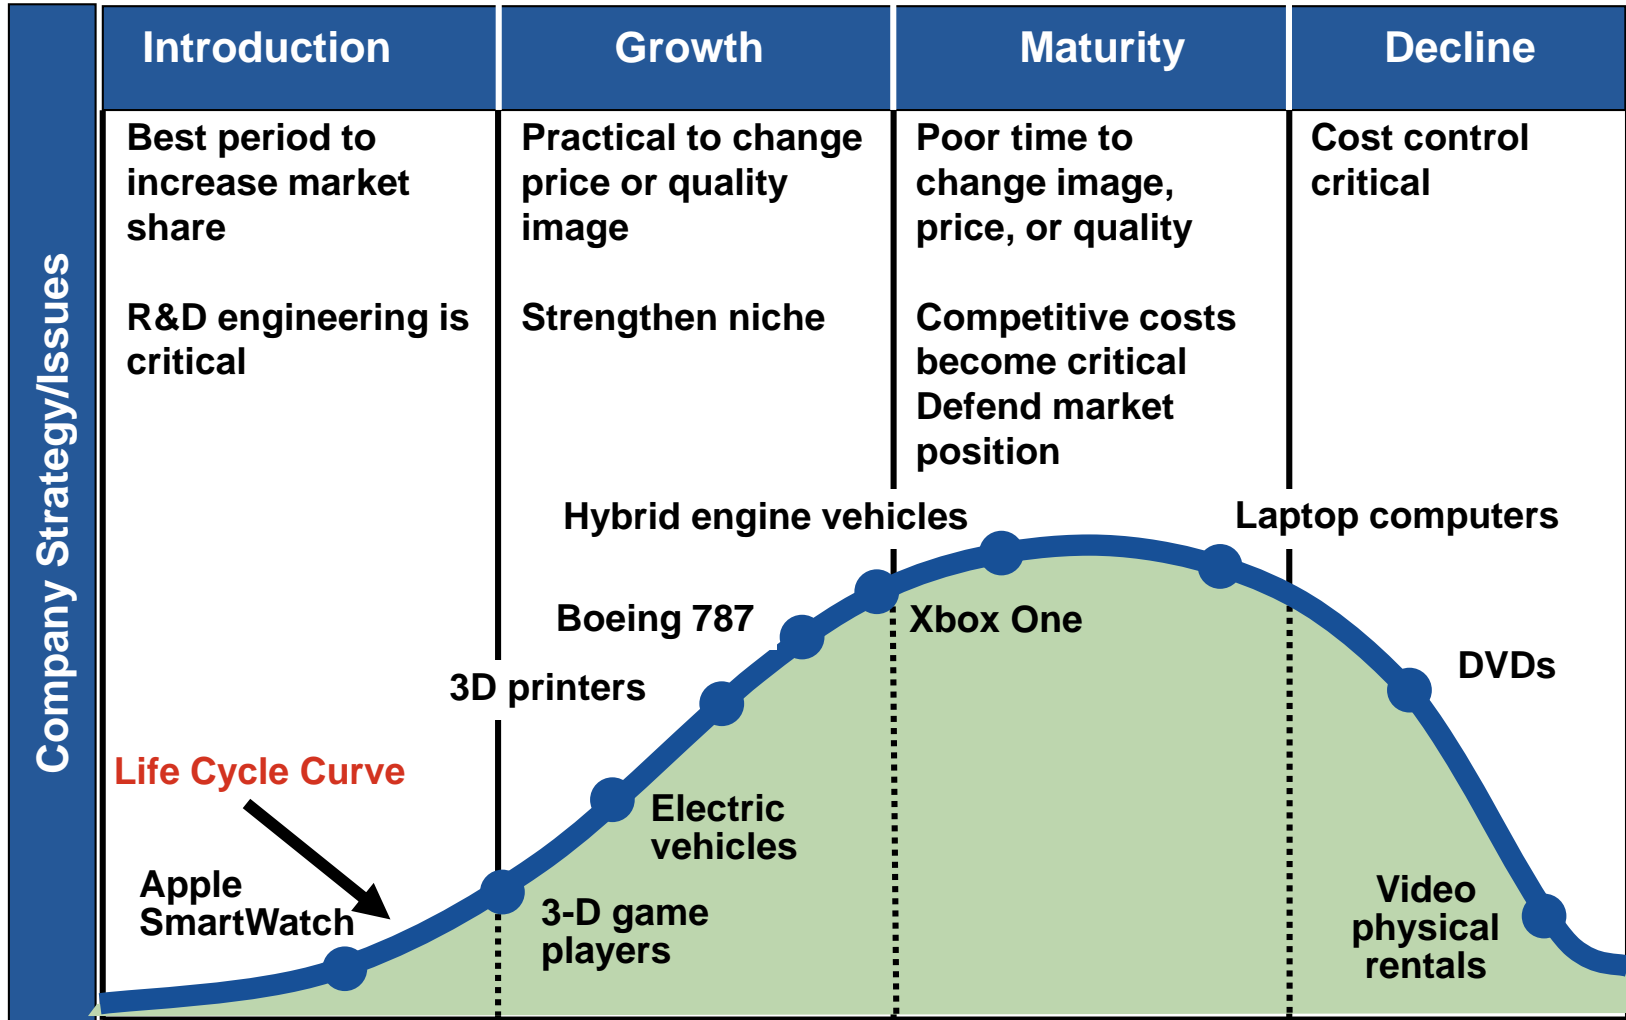 Company Strategy/Issues
Introduction
Growth
Maturity
Decline
Best period to
increase market
share
R&D engineering is
critical
Practical to change
price or quality
image
Strengthen niche
Poor time to
change image,
price, or quality
Competitive costs
become critical
Defend market
position
Cost control
critical
Hybrid engine vehicles
Laptop computers
Boeing 787
Xbox One
3D printers
DVDs
Life Cycle Curve
Electric
vehicles
Apple
SmartWatch
3-D game
players
Video
physical
rentals